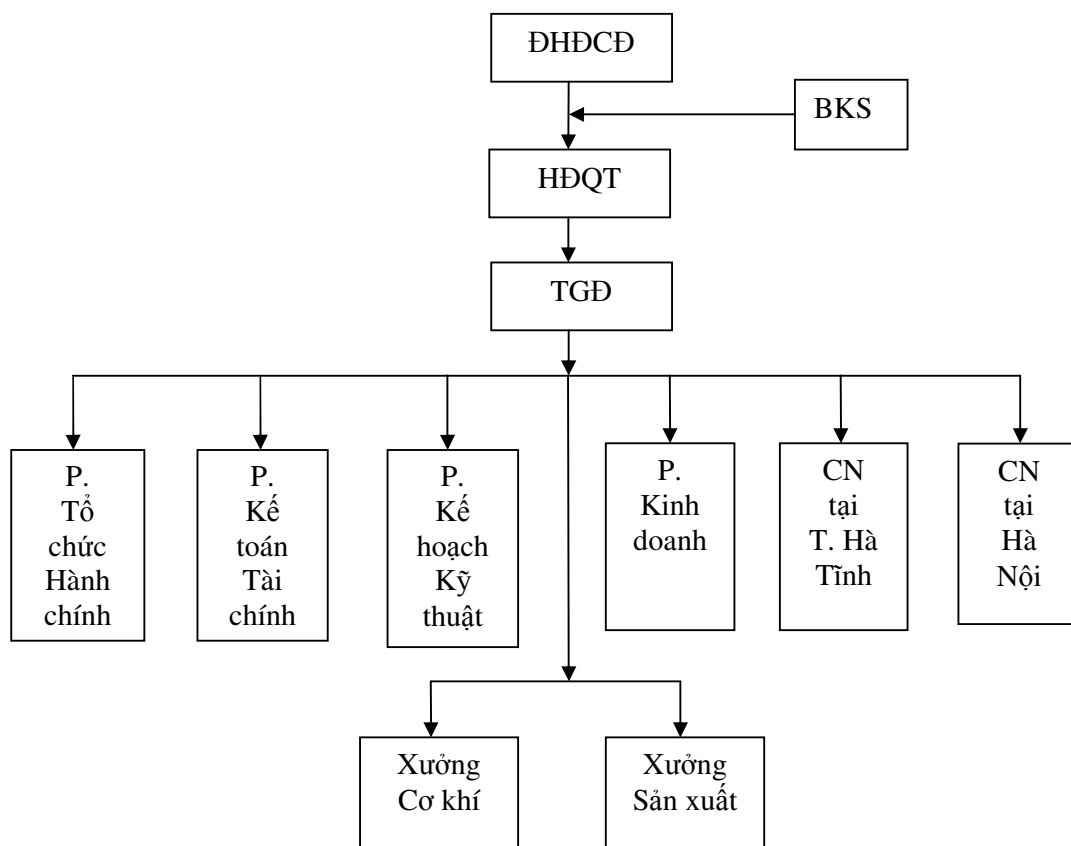 ĐHĐCĐ
BKS
HĐQT
TGĐ
P.
Tổ
chức
Hành
chính
P.
Kế
toán
Tài
chính
P.
Kế
hoạch
Kỹ
thuật
P.
Kinh
doanh
CN
tại
T. Hà
Tĩnh
CN
tại
Hà
Nội
Xưởng
Cơ khí
Xưởng
Sản xuất